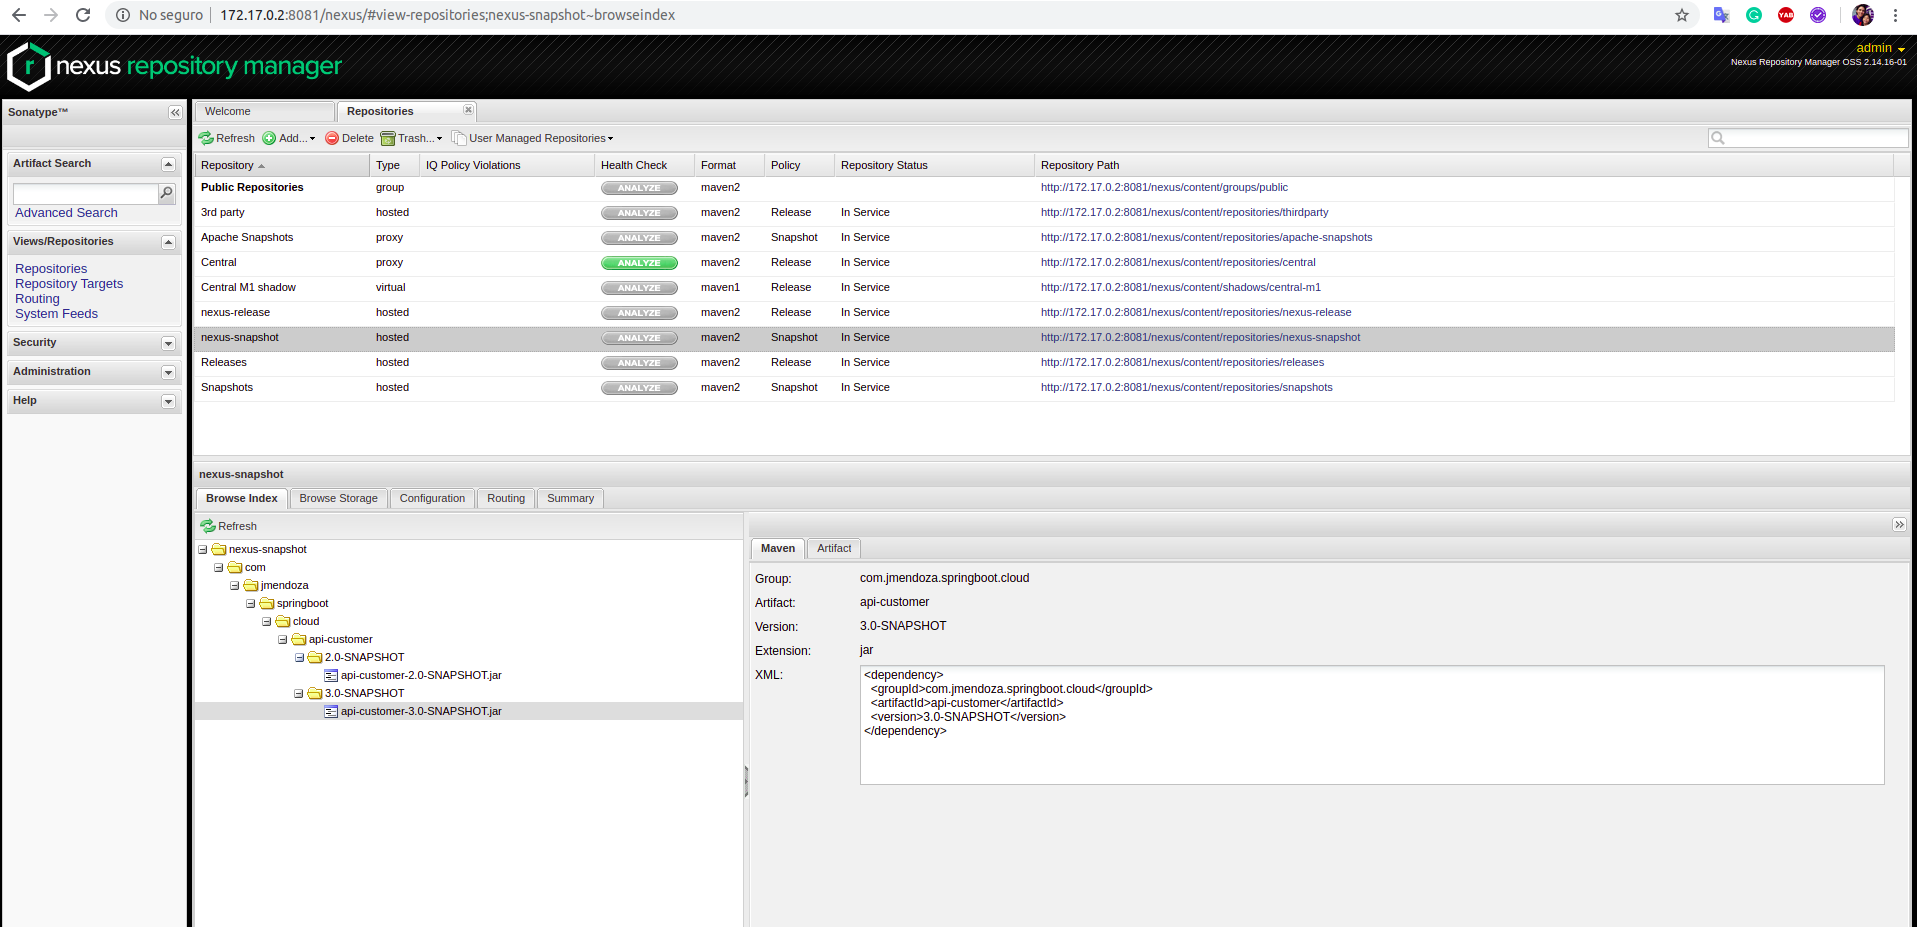 No seguro 172.17.0.2:8081/nexus/#view-repositories;nexus-snapshot~browseindex
nexus repository manager
admin
Nexus Repository Manager OSS 2.14.16-01
Sonatype™
Artifact Search
Advanced Search
Views/Repositories
Repositories
Repository Targets
Routing
System Feeds
Security
Administration
Help
Welcome Repositories
Refresh Add... Delete Trash... User Managed Repositories
Repository Type IQ Policy Violations Health Check Format Policy Repository Status Repository Path
Public Repositories group ANALYZE maven2 http://172.17.0.2:8081/nexus/content/groups/public
3rd party hosted ANALYZE maven2 Release In Service http://172.17.0.2:8081/nexus/content/repositories/thirdparty
Apache Snapshots proxy ANALYZE maven2 Snapshot In Service http://172.17.0.2:8081/nexus/content/repositories/apache-snapshots
Central proxy ANALYZE maven2 Release In Service http://172.17.0.2:8081/nexus/content/repositories/central
Central M1 shadow virtual ANALYZE maven1 Release In Service http://172.17.0.2:8081/nexus/content/shadows/central-m1
nexus-release hosted ANALYZE maven2 Release In Service http://172.17.0.2:8081/nexus/content/repositories/nexus-release
nexus-snapshot hosted ANALYZE maven2 Snapshot In Service http://172.17.0.2:8081/nexus/content/repositories/nexus-snapshot
Releases hosted ANALYZE maven2 Release In Service http://172.17.0.2:8081/nexus/content/repositories/releases
Snapshots hosted ANALYZE maven2 Snapshot In Service http://172.17.0.2:8081/nexus/content/repositories/snapshots
nexus-snapshot
Browse Index Browse Storage Configuration Routing Summary
Refresh
nexus-snapshot
com
jmendoza
springboot
cloud
api-customer
2.0-SNAPSHOT
api-customer-2.0-SNAPSHOT.jar
3.0-SNAPSHOT
api-customer-3.0-SNAPSHOT.jar
Maven Artifact
Group: com.jmendoza.springboot.cloud
Artifact: api-customer
Version: 3.0-SNAPSHOT
Extension: jar
XML: <dependency>
<groupId>com.jmendoza.springboot.cloud</groupId>
<artifactId>api-customer</artifactId>
<version>3.0-SNAPSHOT</version>
</dependency>